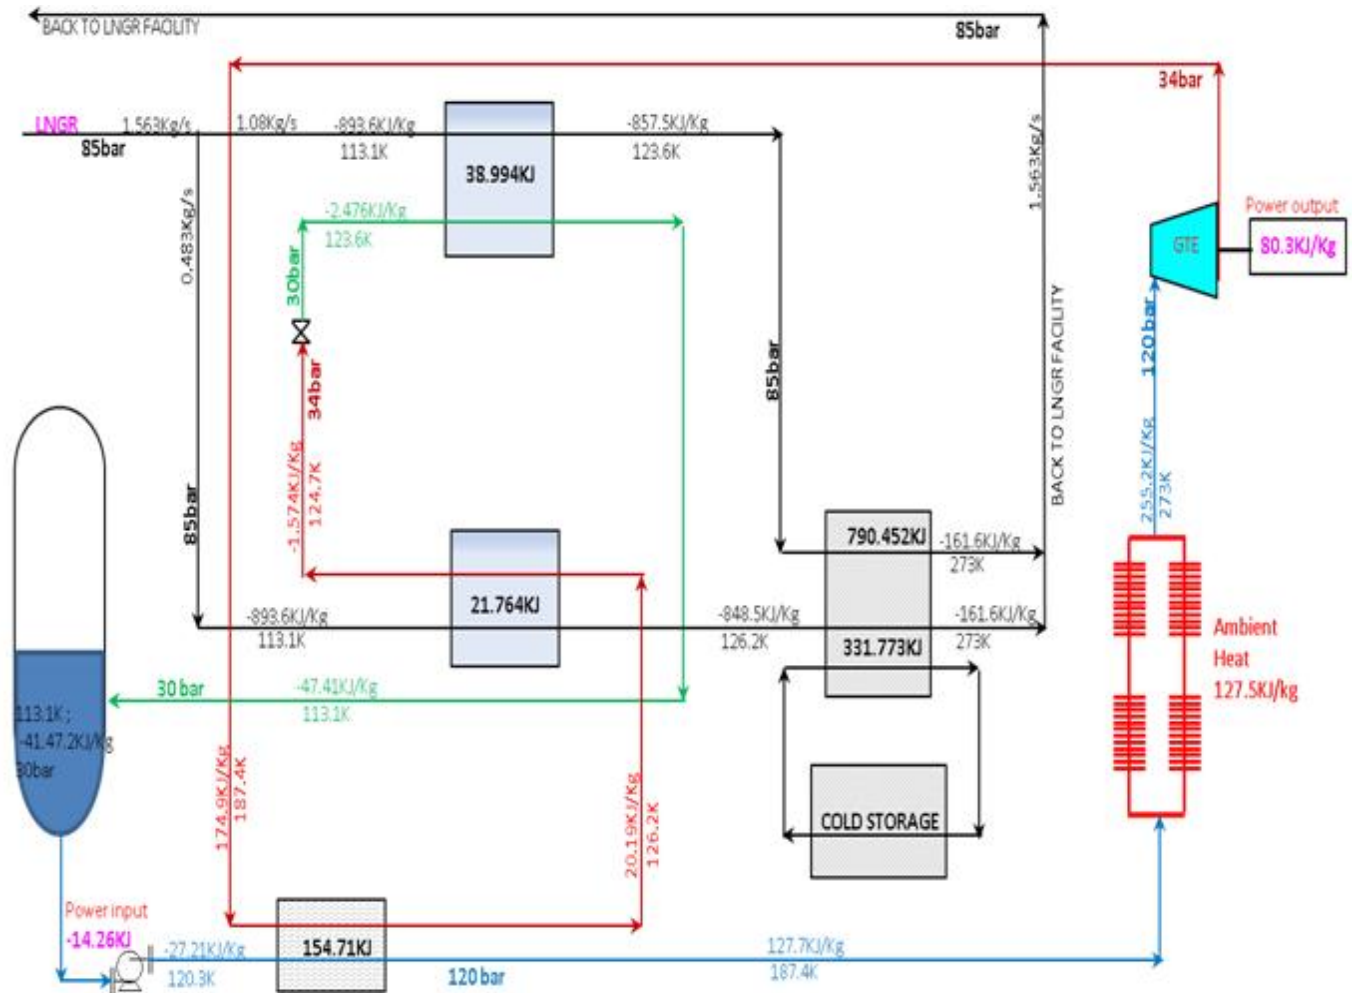 BACK TO LNGR FACILITY
85bar
34bar
LNGR
1.563Kg/s
1.08Kg/s
-893.6KJ/Kg
-857.5KJ/Kg
85bar
113.1K
123.6K
38.994KJ
1.563Kg/s
0.483Kg/s
-2.476KJ/Kg
123.6K
Power output
GTE
80.3KJ/Kg
30bar
120bar
34bar
85bar
BACK TO LNGR FACILITY
-1.574KJ/Kg
124.7K
255.2KJ/Kg
273K
85bar
790.452KJ
-161.6KJ/Kg
273K
21.764KJ
-893.6KJ/Kg
113.1K
-848.5KJ/Kg
126.2K
-161.6KJ/Kg
273K
331.773KJ
Ambient
Heat
127.5KJ/kg
30 bar
-47.41KJ/Kg
113.1K
113.1K ;
-41.47.2KJ/Kg
30bar
174.9KJ/Kg
187.4K
20.19KJ/Kg
126.2K
COLD STORAGE
Power input
-14.26KJ
-27.21KJ/Kg
120.3K
154.71KJ
120bar
127.7KJ/Kg
187.4K